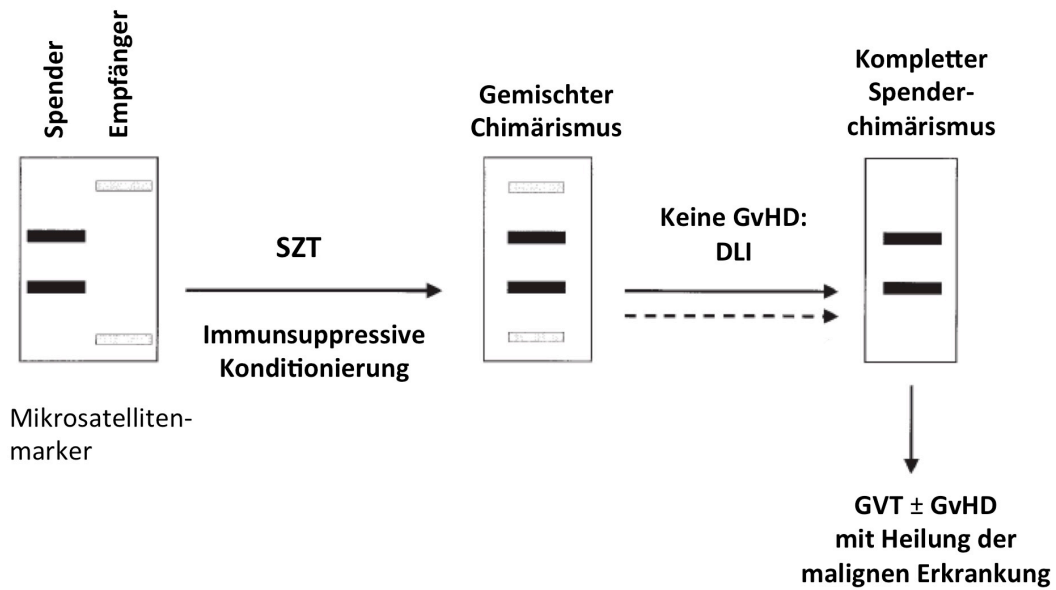 Spender
Empfänger
Mikrosatelliten-
marker
SZT
Immunsuppressive
Konditionierung
Gemischter
Chimärismus
Keine GvHD:
DLI
Kompletter
Spender-
chimärismus
GVT ± GvHD
mit Heilung der
malignen Erkrankung